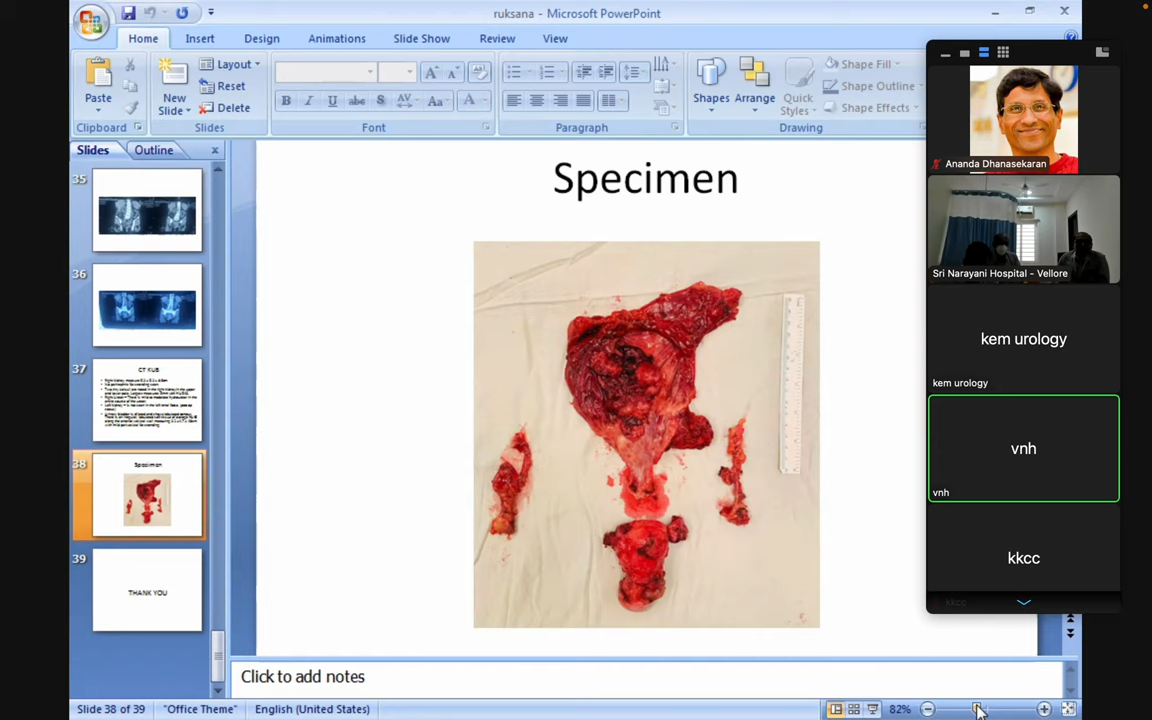 ruksana - Microsoft PowerPoint
Home Insert Design Animations Slide Show Review View
Paste
Clipboard
New
Slide
Layout
Reset
Delete
Slides
Font
Paragraph
Shapes
Arrange
Quick
Styles
Shape Fill
Shape Outline
Shape Effects
Drawing
Slides Outline
35
36
37
CT KUB
38
Specimen
39
THANK YOU
Specimen
Ananda Dhanasekaran
Sri Narayani Hospital - Vellore
kem urology
kem urology
vnh
vnh
kkcc
kkcc
Click to add notes
Slide 38 of 39 "Office Theme" English (United States) 82%